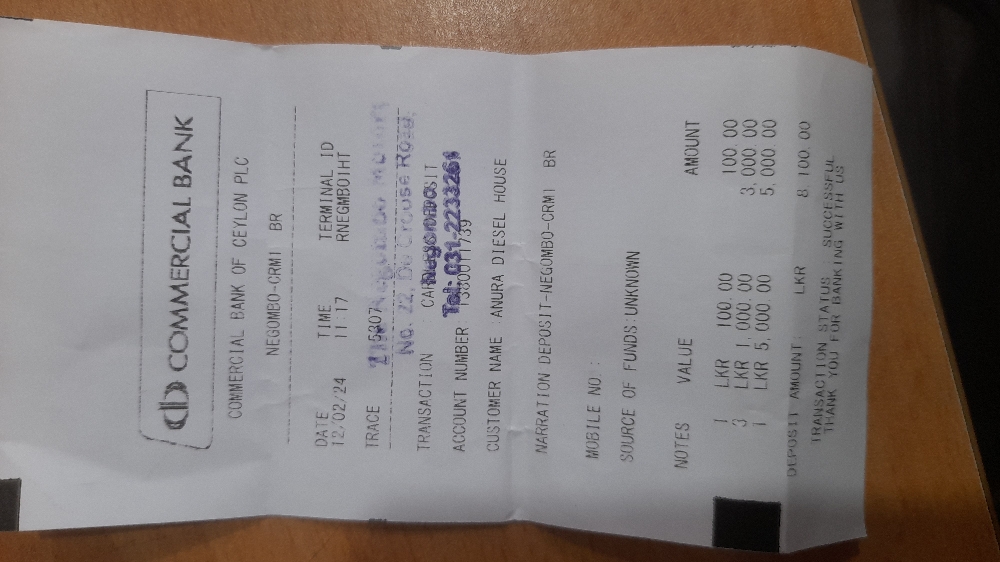 COMMERCIAL BANK
COMMERCIAL BANK OF CEYLON PLC
NEGOMBO-CRM1 BR
DATE TIME TERMINAL ID
12/02/24 11:17 RNEGMB01HT
TRACE 5207
No. 22, De Crouse Road,
TRANSACTION : DEPOSIT
Negombo.
Tel: 031-2233261
ACCOUNT NUMBER
CUSTOMER NAME :ANURA DIESEL HOUSE
NARRATION DEPOSIT-NEGOMBO-CRM1 BR
MOBILE NO :
SOURCE OF FUNDS:UNKNOWN
NOTES VALUE AMOUNT
1 LKR 100.00 100.00
3 LKR 1,000.00 3,000.00
1 LKR 5,000.00 5,000.00
DEPOSIT AMOUNT: LKR 8 100.00
TRANSACTION STATUS SUCCESSFUL
THANK YOU FOR BANKING WITH US